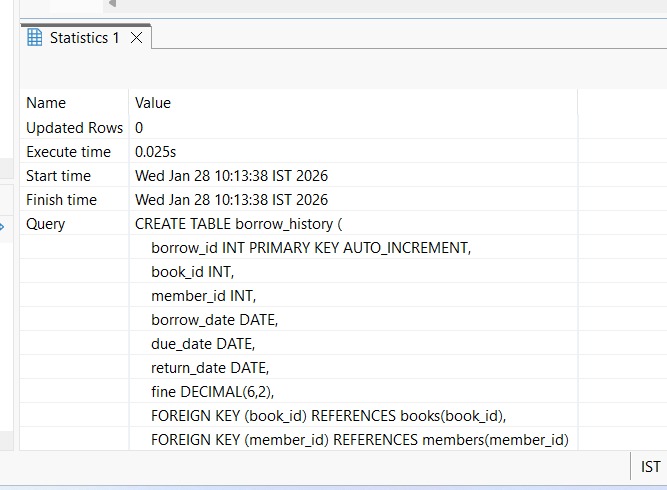 Statistics 1
Name Value
Updated Rows 0
Execute time 0.025s
Start time Wed Jan 28 10:13:38 IST 2026
Finish time Wed Jan 28 10:13:38 IST 2026
Query CREATE TABLE borrow_history (
borrow_id INT PRIMARY KEY AUTO_INCREMENT,
book_id INT,
member_id INT,
borrow_date DATE,
due_date DATE,
return_date DATE,
fine DECIMAL(6,2),
FOREIGN KEY (book_id) REFERENCES books(book_id),
FOREIGN KEY (member_id) REFERENCES members(member_id)
IST